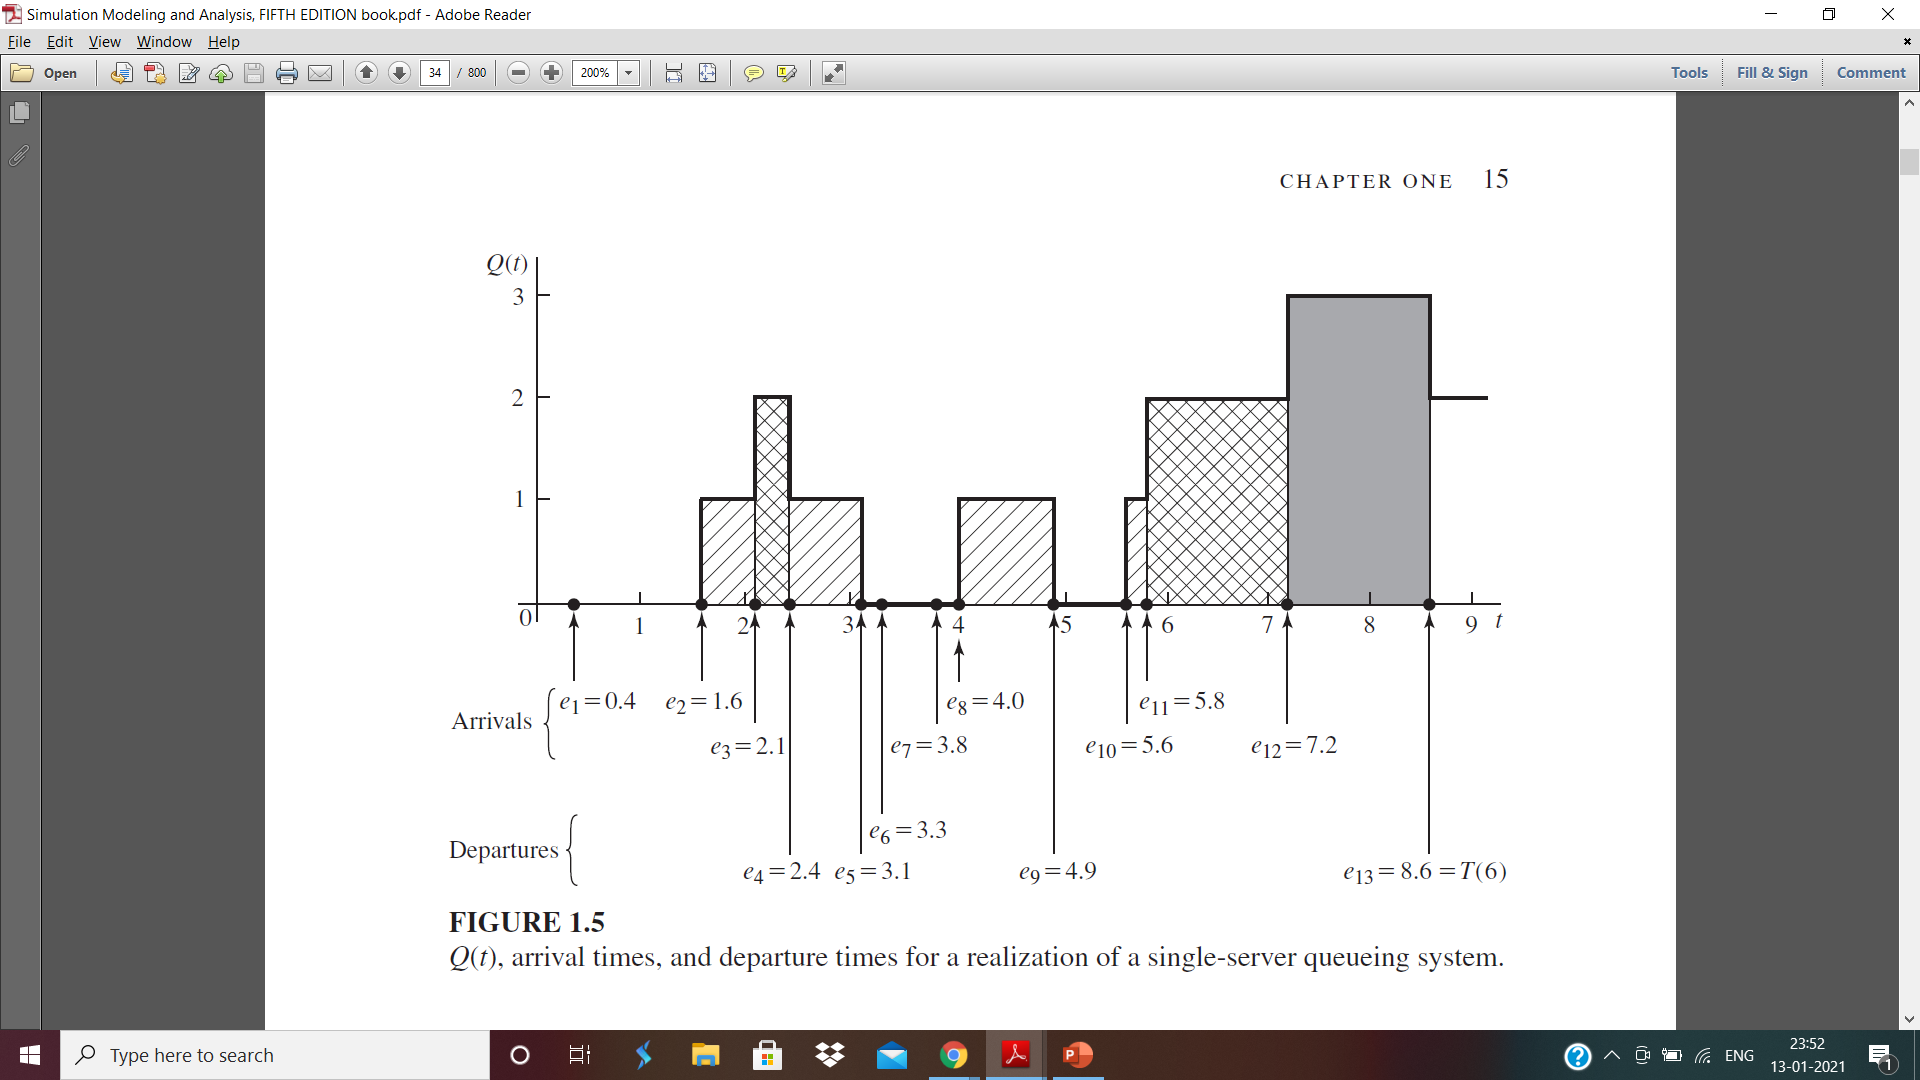 Simulation Modeling and Analysis, FIFTH EDITION book.pdf - Adobe Reader
File Edit View Window Help
Open 34 / 800 200% Tools Fill & Sign Comment
CHAPTER ONE 15
Q(t)
3
2
1
0 1 2 3 4 5 6 7 8 9 t
Arrivals
e1=0.4 e2=1.6 e8=4.0 e11=5.8
e3=2.1 e7=3.8 e10=5.6 e12=7.2
Departures
e6=3.3
e4=2.4 e5=3.1 e9=4.9 e13=8.6=T(6)
FIGURE 1.5
Q(t), arrival times, and departure times for a realization of a single-server queueing system.
Type here to search
P
ENG
23:52
13-01-2021
1